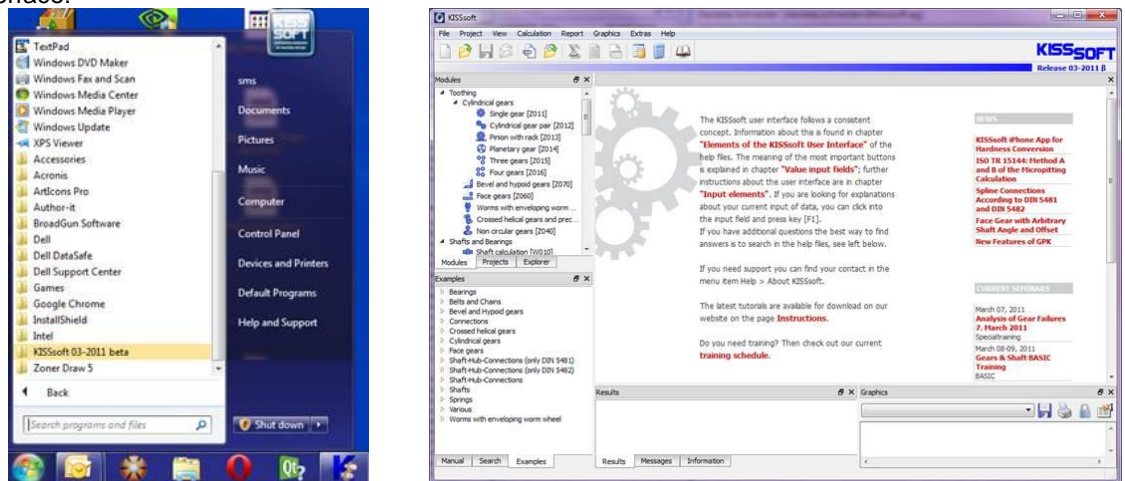 KISS
SOFT
TextPad
Windows DVD Maker
Windows Fax and Scan
Windows Media Center
Windows Media Player
Windows Update
XPS Viewer
Accessories
Acronis
ArtIcons Pro
Author-it
BroadGun Software
Dell
Dell DataSafe
Dell Support Center
Games
Google Chrome
InstallShield
Intel
KISSsoft 03-2011 beta
Zoner Draw 5
Back
Search programs and files
sms
Documents
Pictures
Music
Computer
Control Panel
Devices and Printers
Default Programs
Help and Support
Shut down
Qt
KISSsoft
File Project View Calculation Report Graphics Extras Help
KISSSOFT
Release 03-2011 β
Modules
Toothing
Cylindrical gears
Single gear [Z011]
Cylindrical gear pair [Z012]
Pinion with rack [Z013]
Planetary gear [Z014]
Three gears [Z015]
Four gears [Z016]
Bevel and hypoid gears [Z070]
Face gears [Z060]
Worms with enveloping worm ...
Crossed helical gears and prec...
Non circular gears [Z040]
Shafts and Bearings
Shaft calculation [W010]
Modules Projects Explorer
Examples
Bearings
Belts and Chains
Bevel and Hypoid gears
Connections
Crossed helical gears
Cylindrical gears
Face gears
Shaft-Hub-Connections (only DIN 5481)
Shaft-Hub-Connections (only DIN 5482)
Shaft-Hub-Connections
Shafts
Springs
Various
Worms with enveloping worm wheel
Manual Search Examples
The KISSsoft user interface follows a consistent
concept. Information about this is found in chapter
"Elements of the KISSsoft User Interface" of the
help files. The meaning of the most important buttons
is explained in chapter "Value input fields"; further
instructions about the user interface are in chapter
"Input elements". If you are looking for explanations
about your current input of data, you can click into
the input field and press key [F1].
If you have additional questions the best way to find
answers is to search in the help files, see left below.
If you need support you can find your contact in the
menu item Help > About KISSsoft.
The latest tutorials are available for download on our
website on the page Instructions.
Do you need training? Then check out our current
training schedule.
NEWS
KISSsoft iPhone App for
Hardness Conversion
ISO TR 15144: Method A
and B of the Micropitting
Calculation
Spline Connections
According to DIN 5481
and DIN 5482
Face Gear with Arbitrary
Shaft Angle and Offset
New Features of GPK
CURRENT SEMINARS
March 07, 2011
Analysis of Gear Failures
7. March 2011
Specialtraining
March 08-09, 2011
Gears & Shaft BASIC
Training
BASIC
Results
Graphics
Results Messages Information